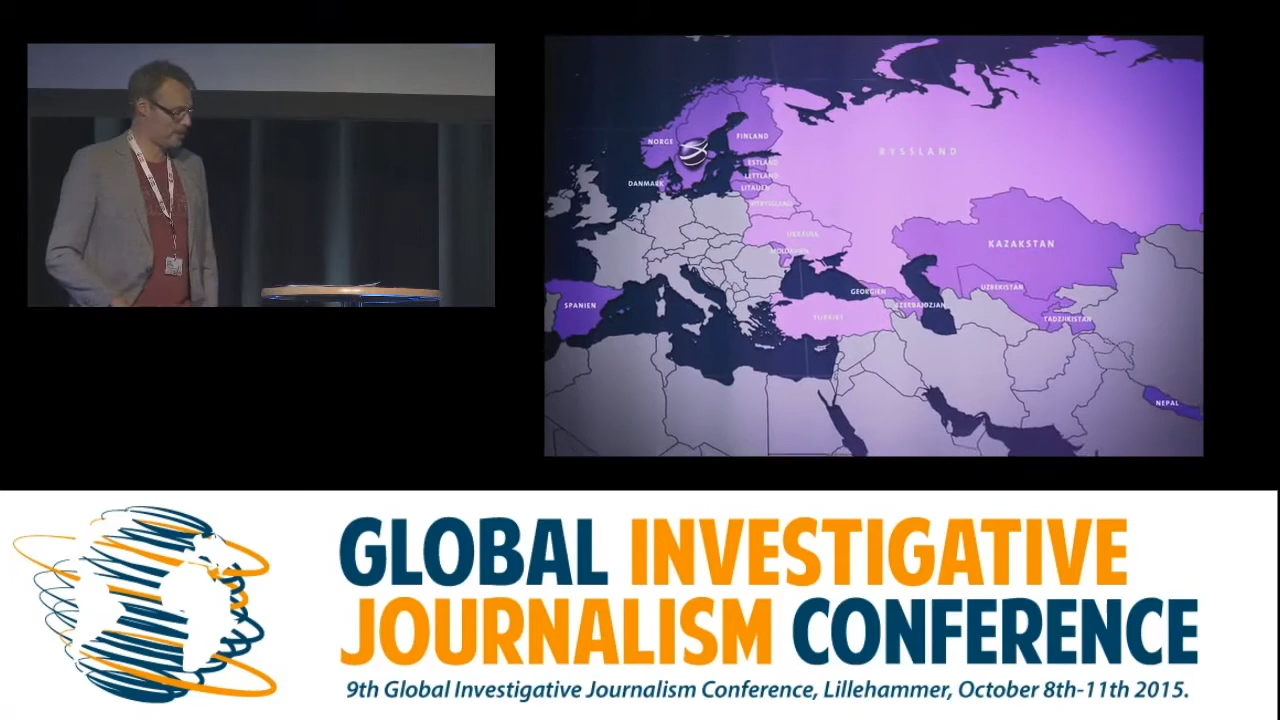 NORGE
FINLAND
RYSSLAND
ESTLAND
LETTLAND
DANMARK
LITAUEN
VITRYSSLAND
UKRAINA
KAZAKSTAN
MOLDAVIEN
UZBEKISTAN
GEORGIEN
SPANIEN
AZERBAJDZJAN
TURKIET
TADZJIKISTAN
NEPAL
GLOBAL INVESTIGATIVE
JOURNALISM CONFERENCE
9th Global Investigative Journalism Conference, Lillehammer, October 8th-11th 2015.